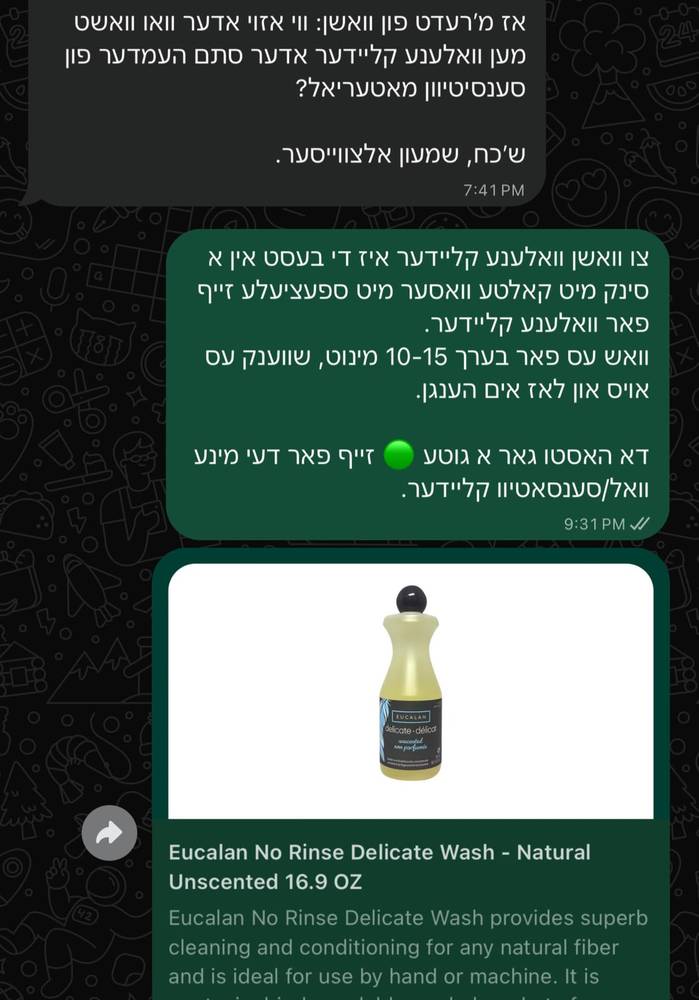 אז מ'רעדט פון וואשן: ווי אזוי אדער וואו וואשט
מען וואלענע קליידער אדער סתם העמדער פון
סענסיטיוון מאטעריאל?
ש'כח, שמעון אלצווייסער.
7:41 PM
צו וואשן וואלענע קליידער איז די בעסט אין א
סינק מיט קאלטע וואסער מיט ספעציעלע זייף
פאר וואלענע קליידער.
וואש עס פאר בערך 10-15 מינוט, שווענק עס
אויס און לאז אים הענגן.
דא האסטו גאר א גוטע 🟢 זייף פאר דעי מינע
וואל/סענסאטיוו קליידער.
9:31 PM
EUCALAN
delicate • délicat
unscented
non parfumée
Eucalan No Rinse Delicate Wash - Natural
Unscented 16.9 OZ
Eucalan No Rinse Delicate Wash provides superb
cleaning and conditioning for any natural fiber
and is ideal for use by hand or machine. It is